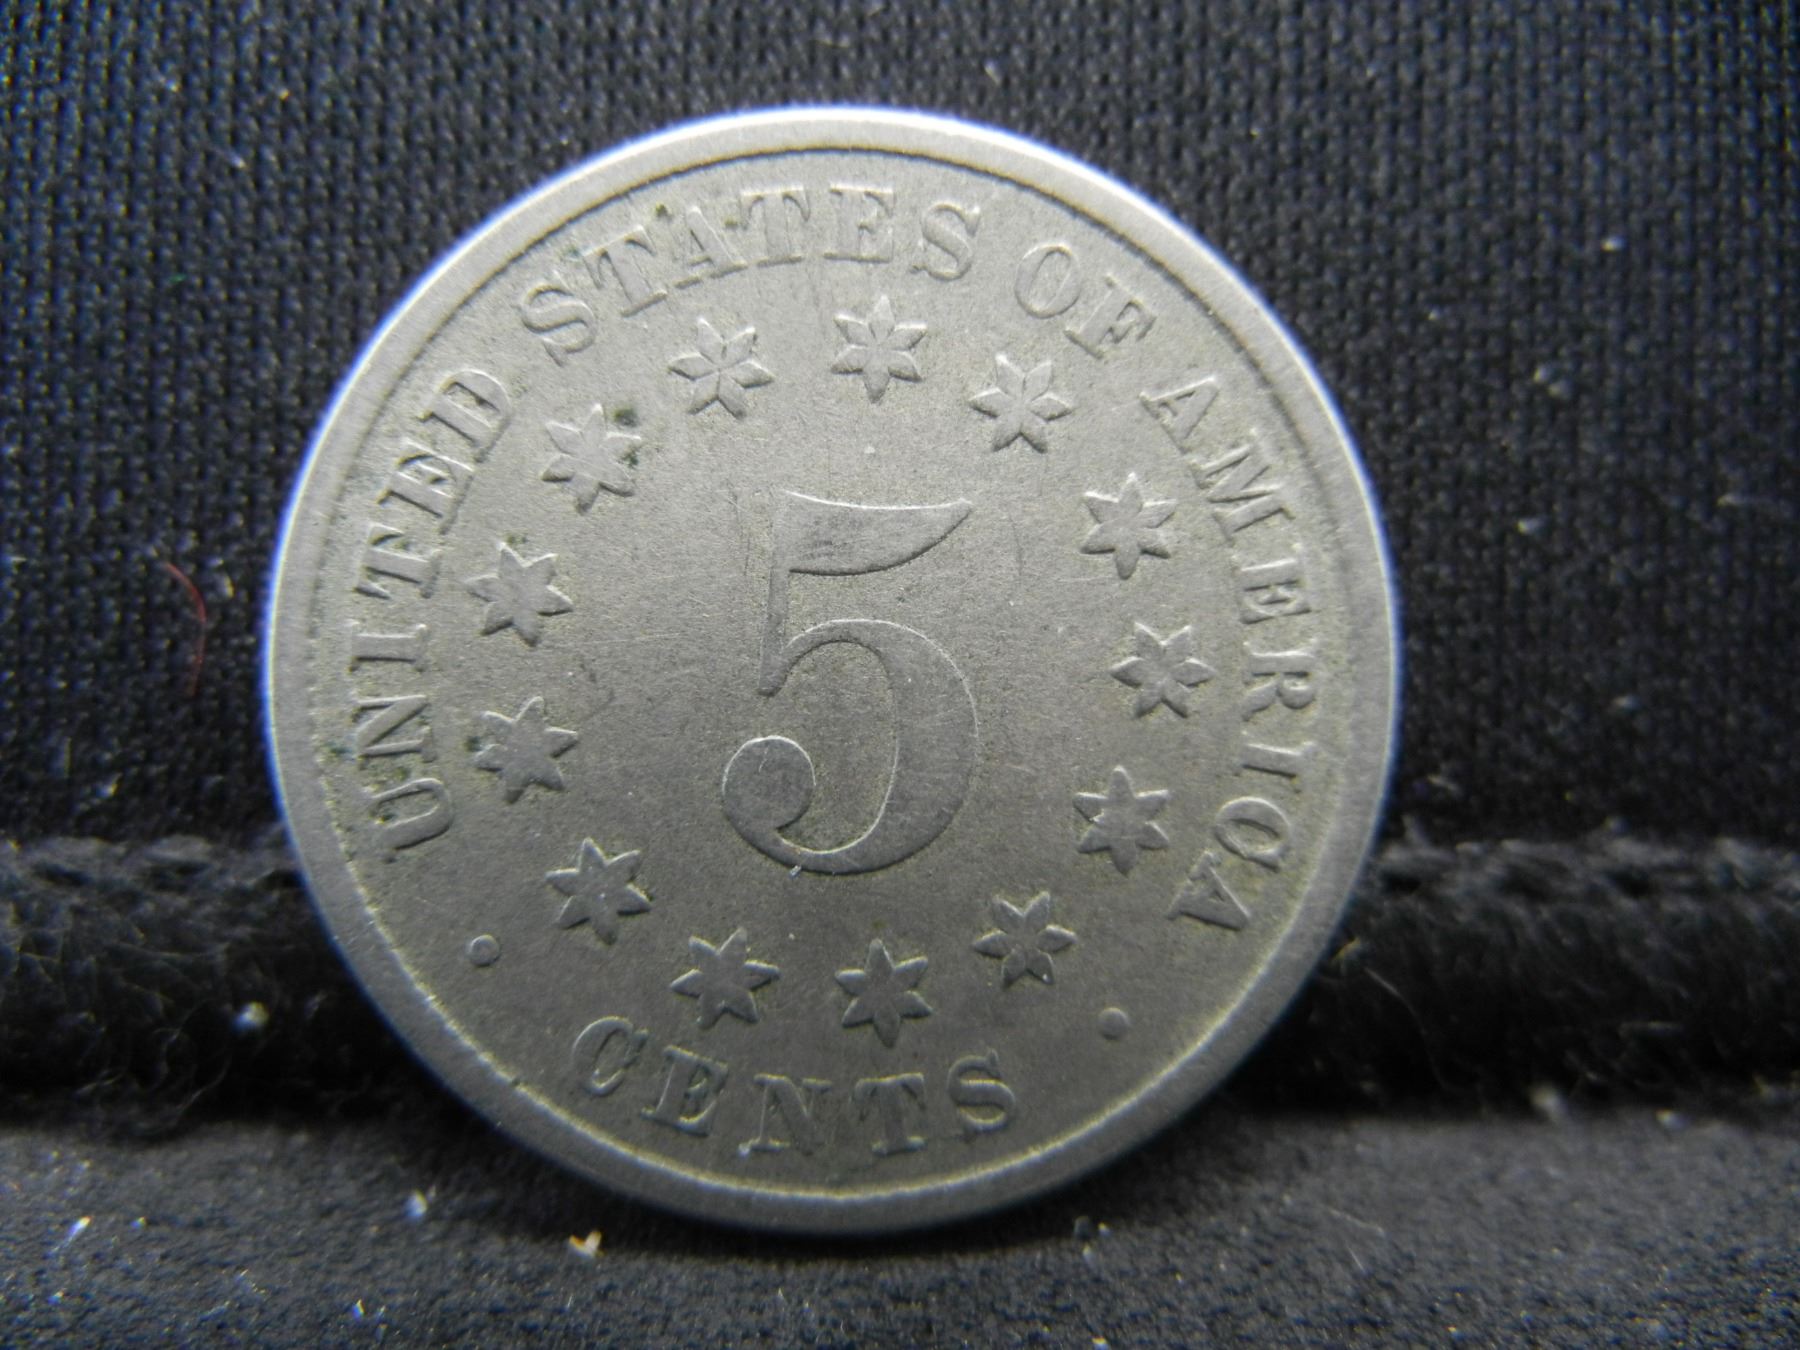 UNITED STATES OF AMERICA
5
CENTS